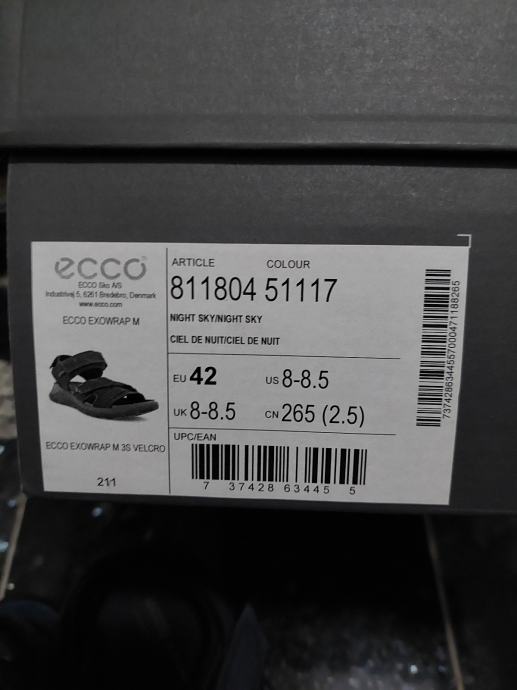 ecco
ECCO Sko A/S
Industrivej 5, 6261 Bredebro, Denmark
www.ecco.com
ECCO EXOWRAP M
ECCO EXOWRAP M 3S VELCRO
211
ARTICLE COLOUR
811804 51117
NIGHT SKY/NIGHT SKY
CIEL DE NUIT/CIEL DE NUIT
EU 42 US 8-8.5
UK 8-8.5 CN 265 (2.5)
UPC/EAN
7 37428 63445 5
7374286344557000471188265